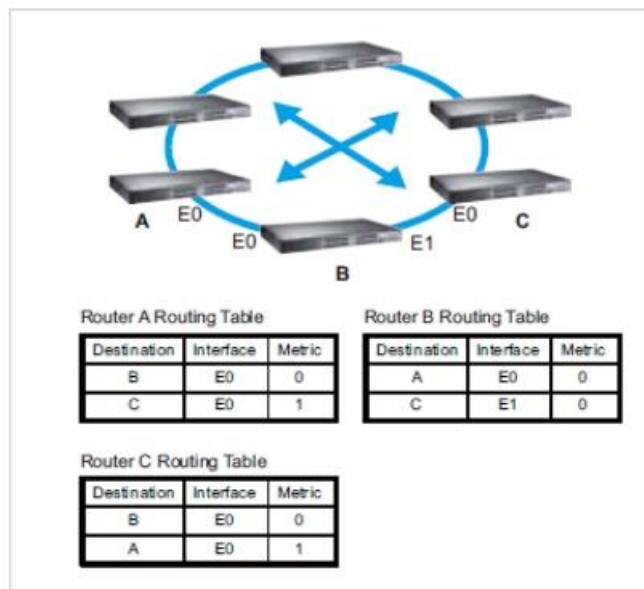 A
E0
E0
B
E1
E0
C
Router A Routing Table
Destination Interface Metric
B E0 0
C E0 1
Router B Routing Table
Destination Interface Metric
A E0 0
C E1 0
Router C Routing Table
Destination Interface Metric
B E0 0
A E0 1